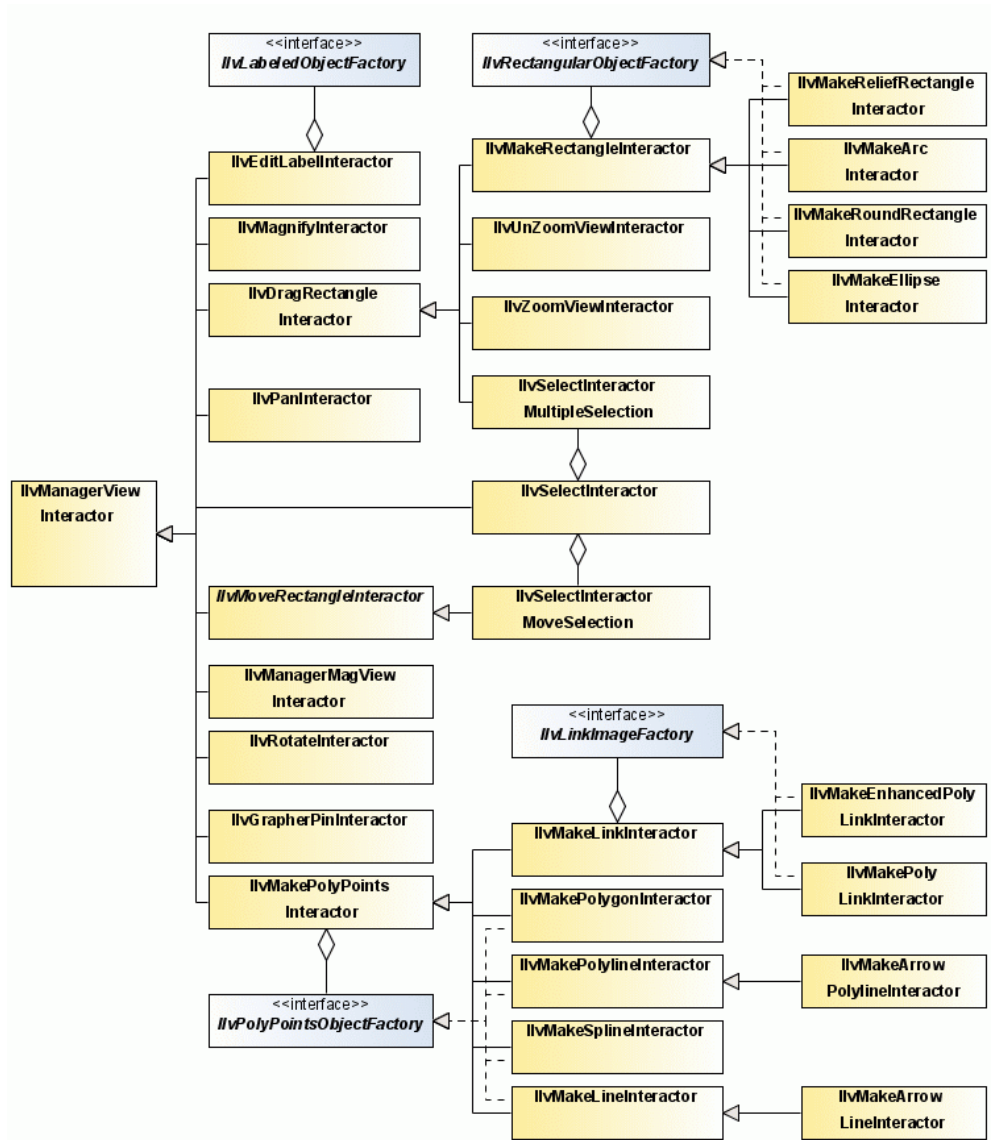 <<interface>>
IlvLabeledObjectFactory
<<interface>>
IlvRectangularObjectFactory
IlvMakeReliefRectangle
Interactor
IlvEditLabelInteractor
IlvMakeRectangleInteractor
IlvMakeArc
Interactor
IlvMagnifyInteractor
IlvUnZoomViewInteractor
IlvMakeRoundRectangle
Interactor
IlvDragRectangle
Interactor
IlvZoomViewInteractor
IlvMakeEllipse
Interactor
IlvPanInteractor
IlvSelectInteractor
MultipleSelection
IlvManagerView
Interactor
IlvSelectInteractor
IlvMoveRectangleInteractor
IlvSelectInteractor
MoveSelection
IlvManagerMagView
Interactor
<<interface>>
IlvLinkImageFactory
IlvRotateInteractor
IlvMakeEnhancedPoly
LinkInteractor
IlvGrapherPinInteractor
IlvMakeLinkInteractor
IlvMakePoly
LinkInteractor
IlvMakePolyPoints
Interactor
IlvMakePolygonInteractor
IlvMakePolylineInteractor
IlvMakeArrow
PolylineInteractor
<<interface>>
IlvPolyPointsObjectFactory
IlvMakeSplineInteractor
IlvMakeLineInteractor
IlvMakeArrow
LineInteractor